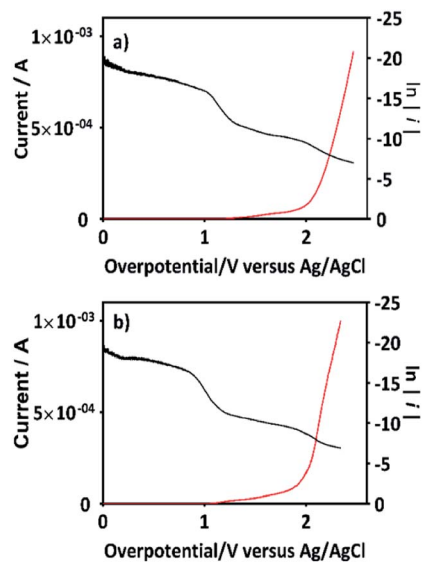 a)
1×10⁻⁰³
5×10⁻⁰⁴
0
Current / A
-25
-20
-15
-10
-5
0
ln | i |
0 1 2
Overpotential/V versus Ag/AgCl
b)
1×10⁻⁰³
5×10⁻⁰⁴
0
Current / A
-25
-20
-15
-10
-5
0
ln | i |
0 1 2
Overpotential/V versus Ag/AgCl